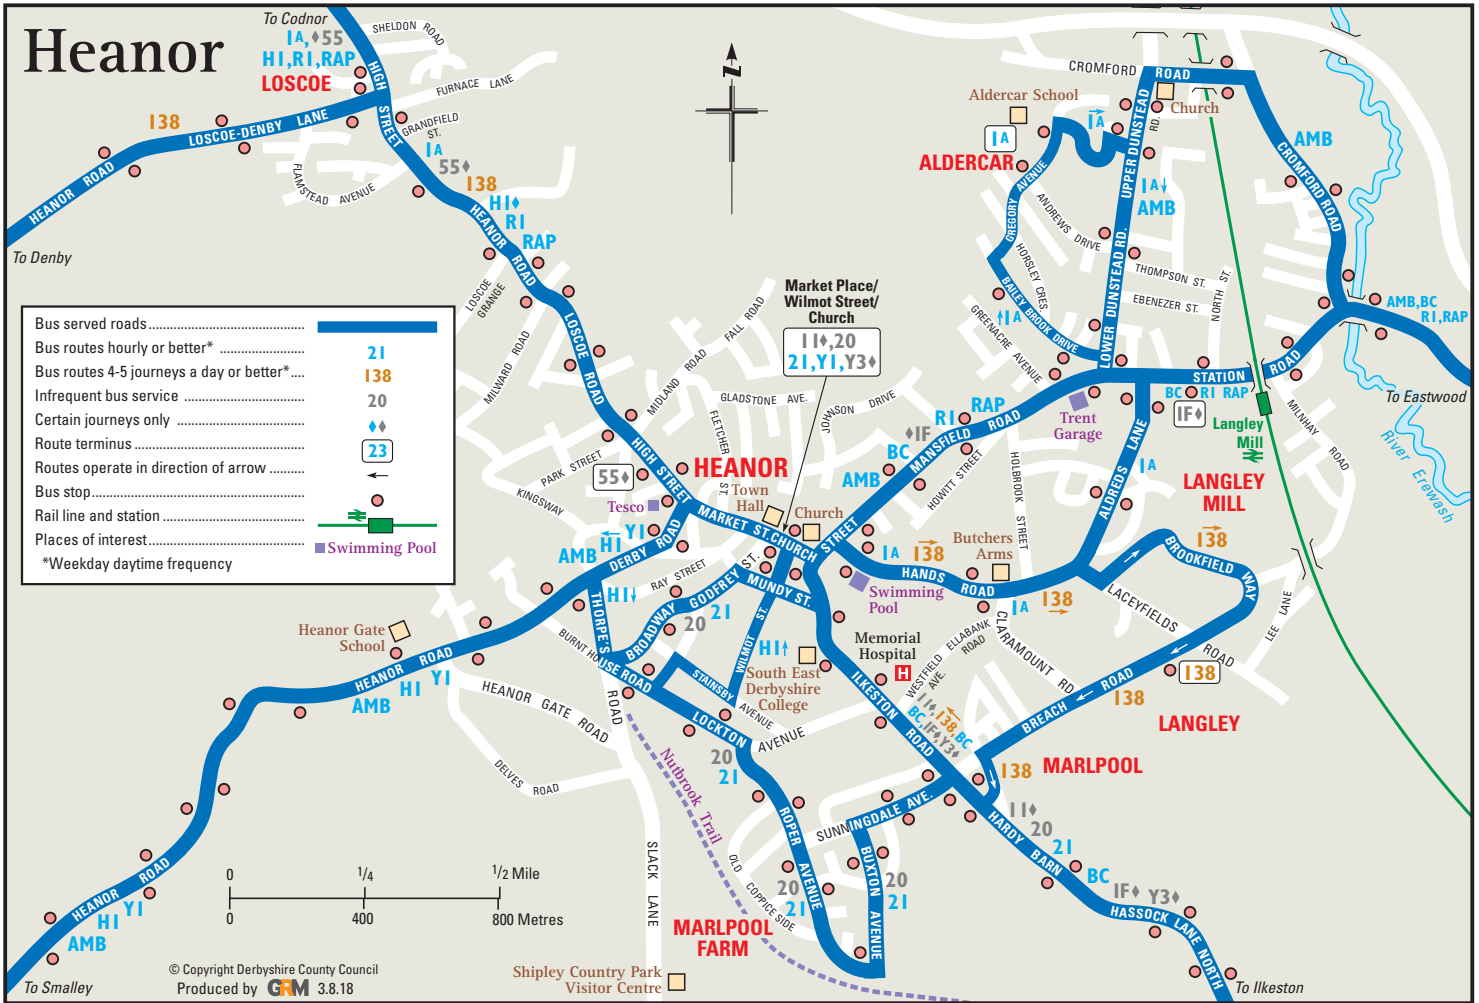 Heanor
To Codnor
1A,♦55
H1,R1,RAP
LOSCOE
HIGH STREET
SHELDON ROAD
FURNACE LANE
GRANDFIELD ST.
138
LOSCOE-DENBY LANE
HEANOR ROAD
To Denby
FLAMSTEAD AVENUE
1A
55♦
138
H1♦
R1
RAP
HEANOR ROAD
LOSCOE GRANGE
LOSCOE ROAD
MILWARD ROAD
MIDLAND ROAD
FALL ROAD
Bus served roads
Bus routes hourly or better* 21
Bus routes 4-5 journeys a day or better* 138
Infrequent bus service 20
Certain journeys only ♦♦
Route terminus 23
Routes operate in direction of arrow ←
Bus stop
Rail line and station
Places of interest Swimming Pool
*Weekday daytime frequency
Market Place/
Wilmot Street/
Church
11♦,20
21,Y1,Y3♦
GLADSTONE AVE.
FLETCHER ST.
JOHNSON DRIVE
PARK STREET
KINGSWAY
HIGH STREET
55♦
Tesco
HEANOR
Town
Hall
Church
MARKET ST.
CHURCH STREET
AMB
BC
♦1F
R1
RAP
MANSFIELD ROAD
HOWITT STREET
HOLBROOK STREET
CROMFORD ROAD
Church
Aldercar School
1A
ALDERCAR
1A
UPPER DUNSTEAD RD.
1A↓
AMB
AMB
CROMFORD ROAD
GREGORY AVENUE
ANDREWS DRIVE
HORSLEY CRES.
BAILEY BROOK DRIVE
↑1A
GREENACRE AVENUE
LOWER DUNSTEAD RD.
THOMPSON ST.
EBENEZER ST.
NORTH ST.
AMB,BC
R1,RAP
To Eastwood
River Erewash
STATION ROAD
BC R1 RAP
1F♦
Langley
Mill
MILNHAY ROAD
Trent
Garage
ALDREDS LANE
1A
LANGLEY
MILL
AMB
H1
Y1
DERBY ROAD
RAY STREET
H1↓
THORPE'S ROAD
BURNT HOUSE ROAD
BROADWAY
GODFREY ST.
20
21
MUNDY ST.
WILMOT ST.
H1↑
South East
Derbyshire
College
Swimming
Pool
1A
138
HANDS ROAD
Butchers
Arms
1A
138
138
BROOKFIELD WAY
LACEYFIELDS ROAD
LEE LANE
CLARAMOUNT RD
Memorial
Hospital
H
WESTFIELD AVE.
ELLABANK ROAD
ILKESTON ROAD
11♦,138
BC,1F♦,Y3♦
BC
138
138
BREACH ROAD
LANGLEY
MARLPOOL
138
Heanor Gate
School
HEANOR ROAD
AMB
H1
Y1
HEANOR GATE ROAD
DELVES ROAD
STAINSBY AVENUE
LOCKTON AVENUE
20
21
Nutbrook Trail
ROPER AVENUE
20
21
OLD COPPICE SIDE
SUNNINGDALE AVE.
BUXTON AVENUE
20
21
SLACK LANE
HARDY BARN
11♦
20
21
BC
1F♦
Y3♦
HASSOCK LANE NORTH
To Ilkeston
MARLPOOL
FARM
Shipley Country Park
Visitor Centre
HEANOR ROAD
AMB
H1
Y1
To Smalley
0 1/4 1/2 Mile
0 400 800 Metres
© Copyright Derbyshire County Council
Produced by GRM 3.8.18